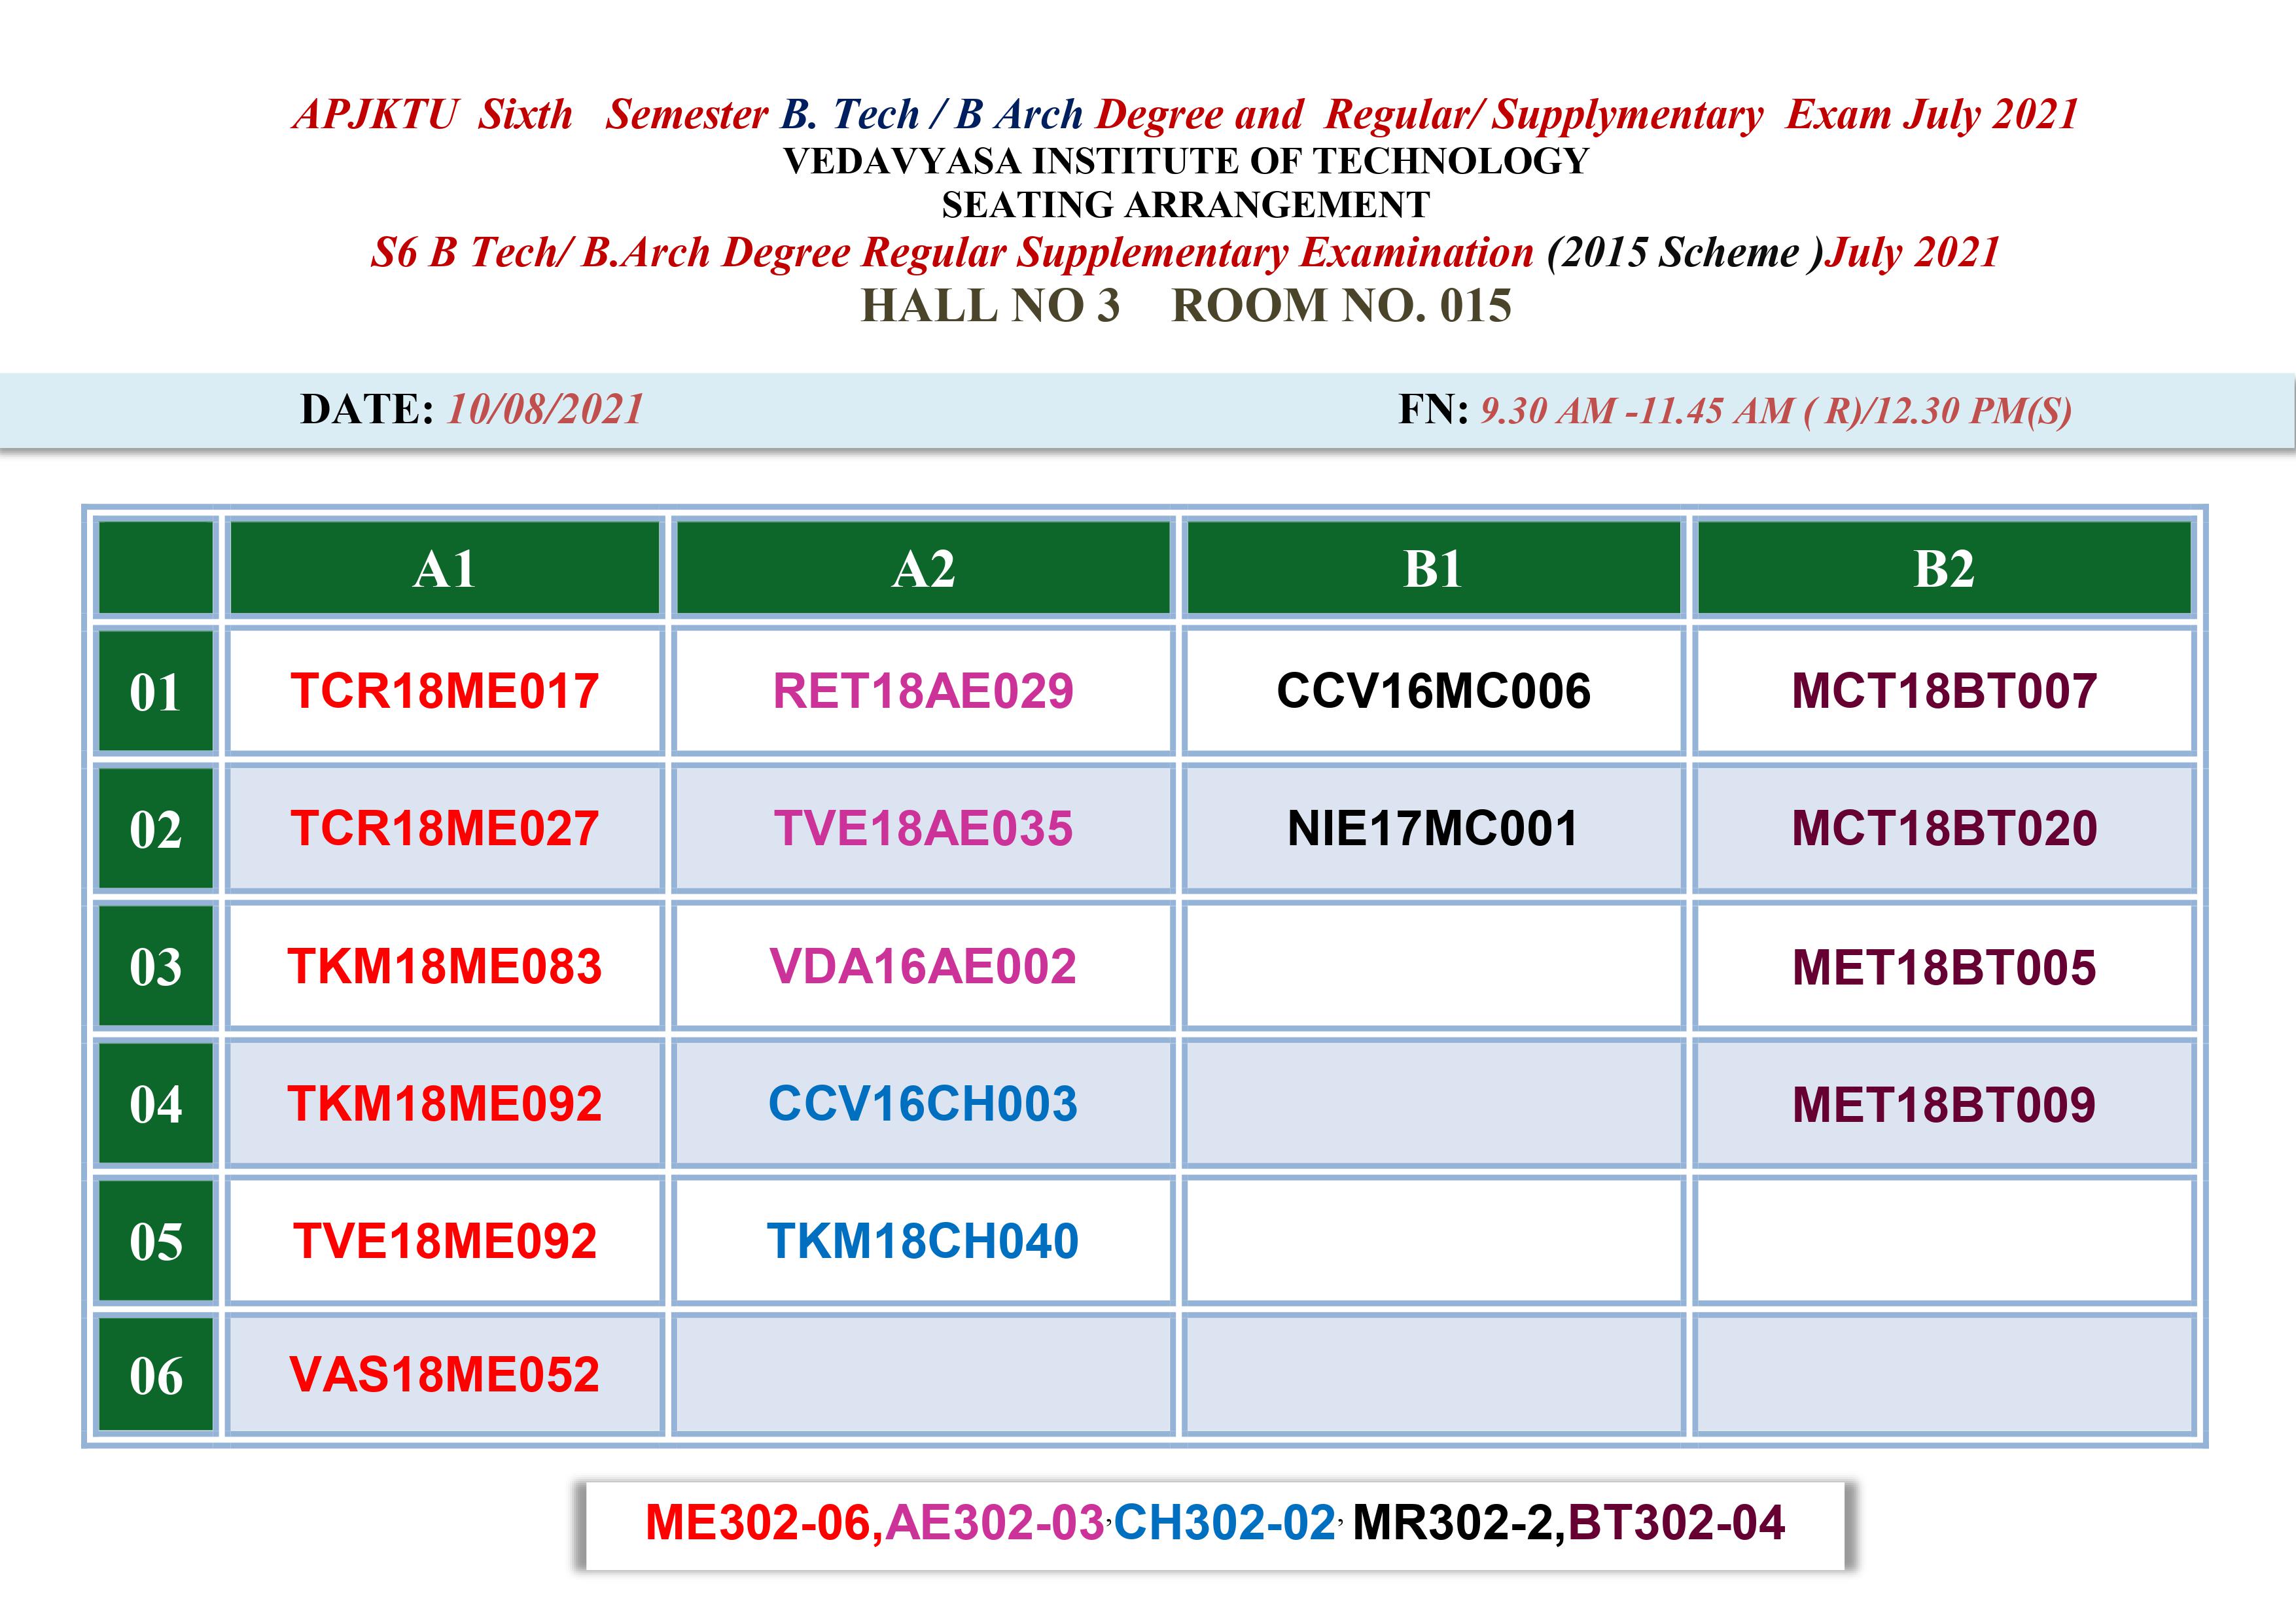 APJKTU Sixth Semester B. Tech / B Arch Degree and Regular/ Supplymentary Exam July 2021
VEDAVYASA INSTITUTE OF TECHNOLOGY
SEATING ARRANGEMENT
S6 B Tech/ B.Arch Degree Regular Supplementary Examination (2015 Scheme )July 2021
HALL NO 3 ROOM NO. 015
DATE: 10/08/2021 FN: 9.30 AM -11.45 AM ( R)/12.30 PM(S)
A1 A2 B1 B2
01 TCR18ME017 RET18AE029 CCV16MC006 MCT18BT007
02 TCR18ME027 TVE18AE035 NIE17MC001 MCT18BT020
03 TKM18ME083 VDA16AE002 MET18BT005
04 TKM18ME092 CCV16CH003 MET18BT009
05 TVE18ME092 TKM18CH040
06 VAS18ME052
ME302-06,AE302-03,CH302-02, MR302-2,BT302-04